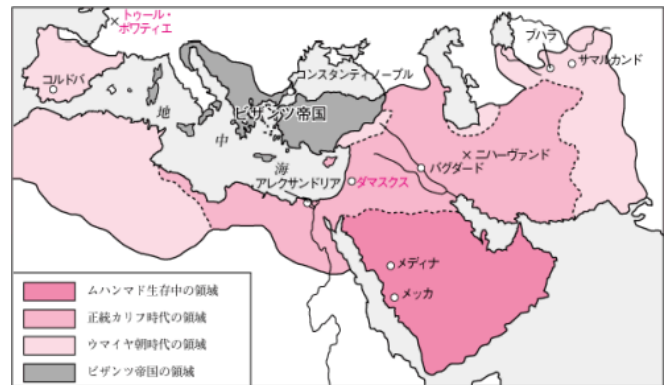 トゥール・
ポワティエ
ブハラ
サマルカンド
コルドバ
コンスタンティノープル
ビザンツ帝国
地
中
海
ニハーヴァンド
バグダード
アレクサンドリア
ダマスクス
メディナ
メッカ
ムハンマド生存中の領域
正統カリフ時代の領域
ウマイヤ朝時代の領域
ビザンツ帝国の領域